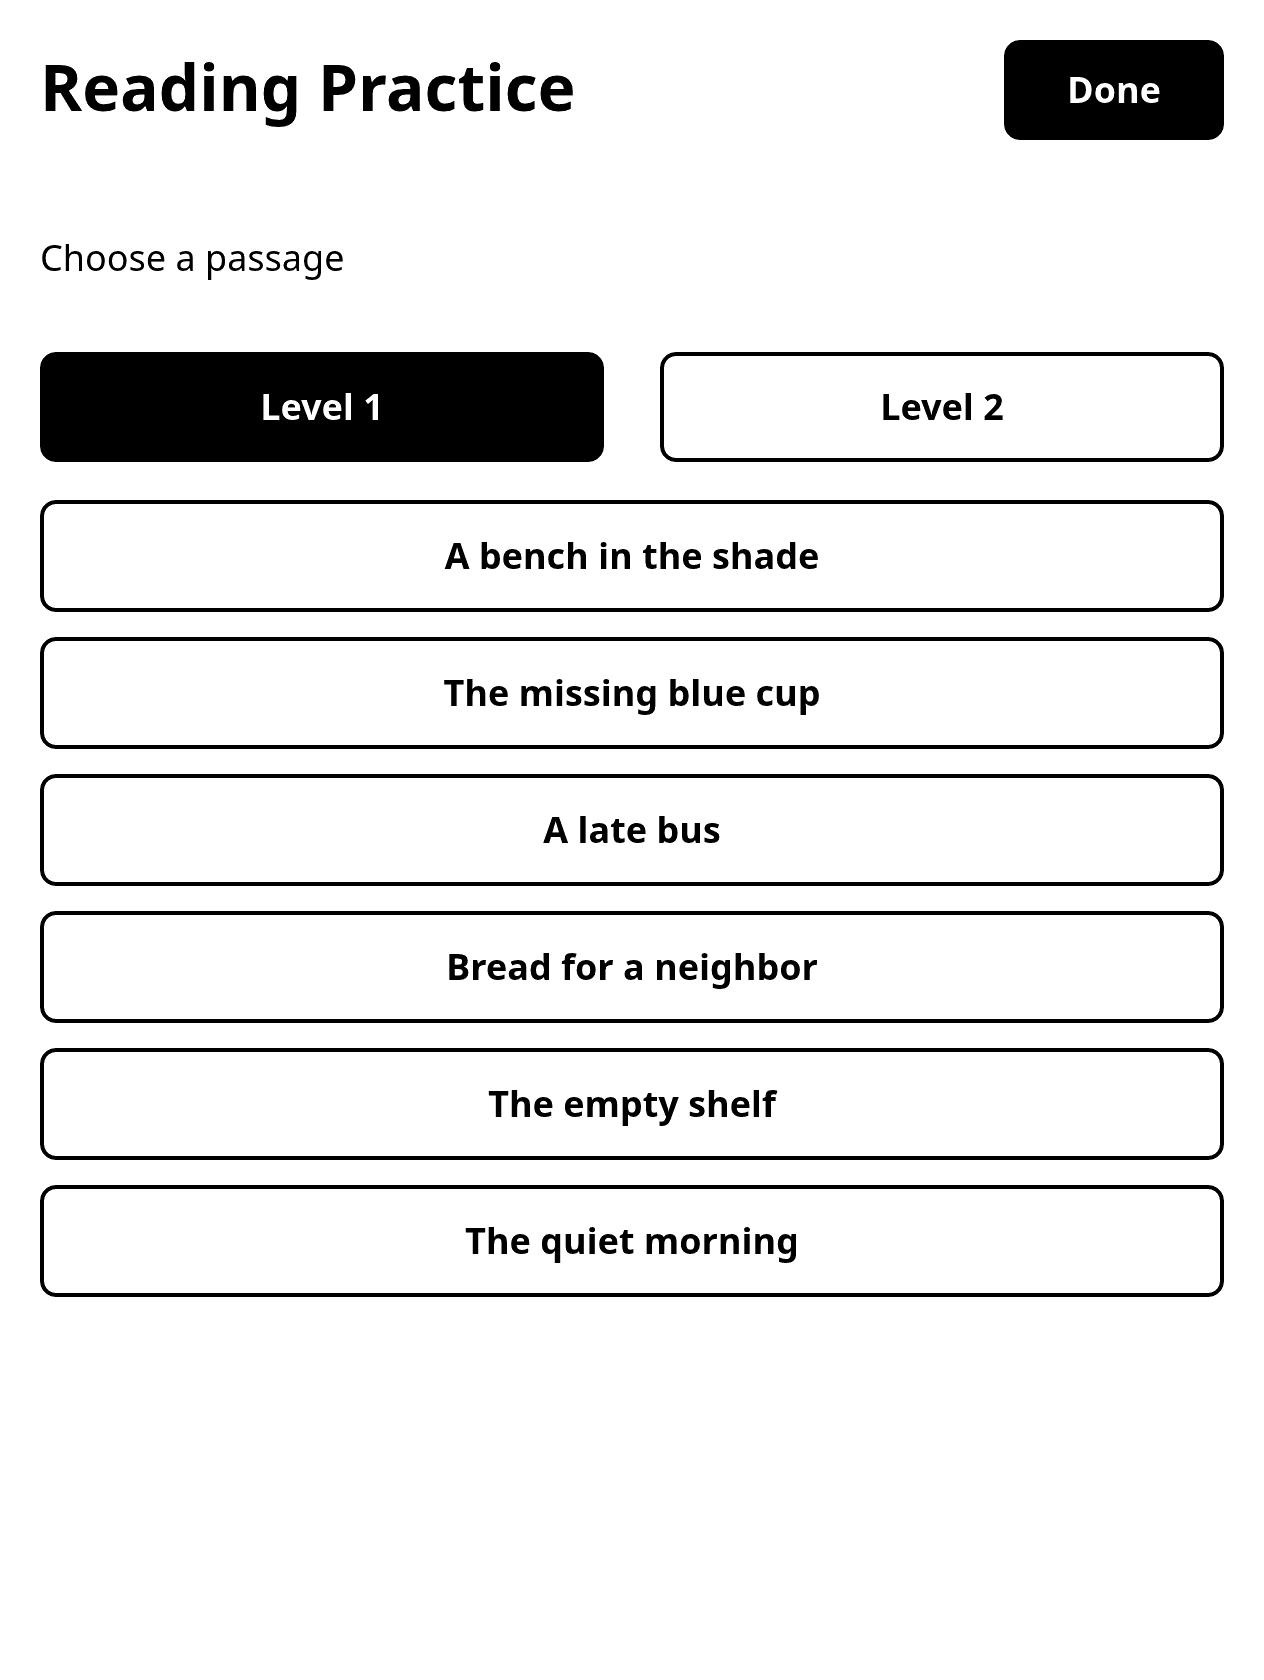 Reading Practice
Done
Choose a passage
Level 1
Level 2
A bench in the shade
The missing blue cup
A late bus
Bread for a neighbor
The empty shelf
The quiet morning